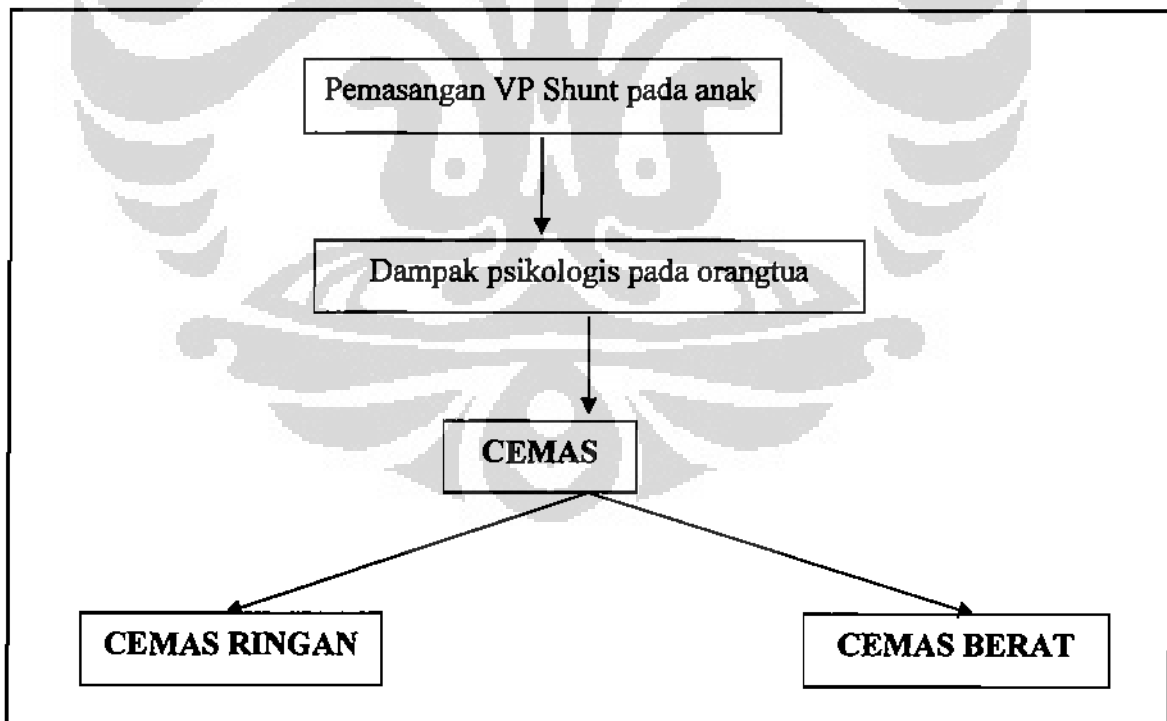 Pemasangan VP Shunt pada anak
Dampak psikologis pada orangtua
CEMAS
CEMAS RINGAN
CEMAS BERAT